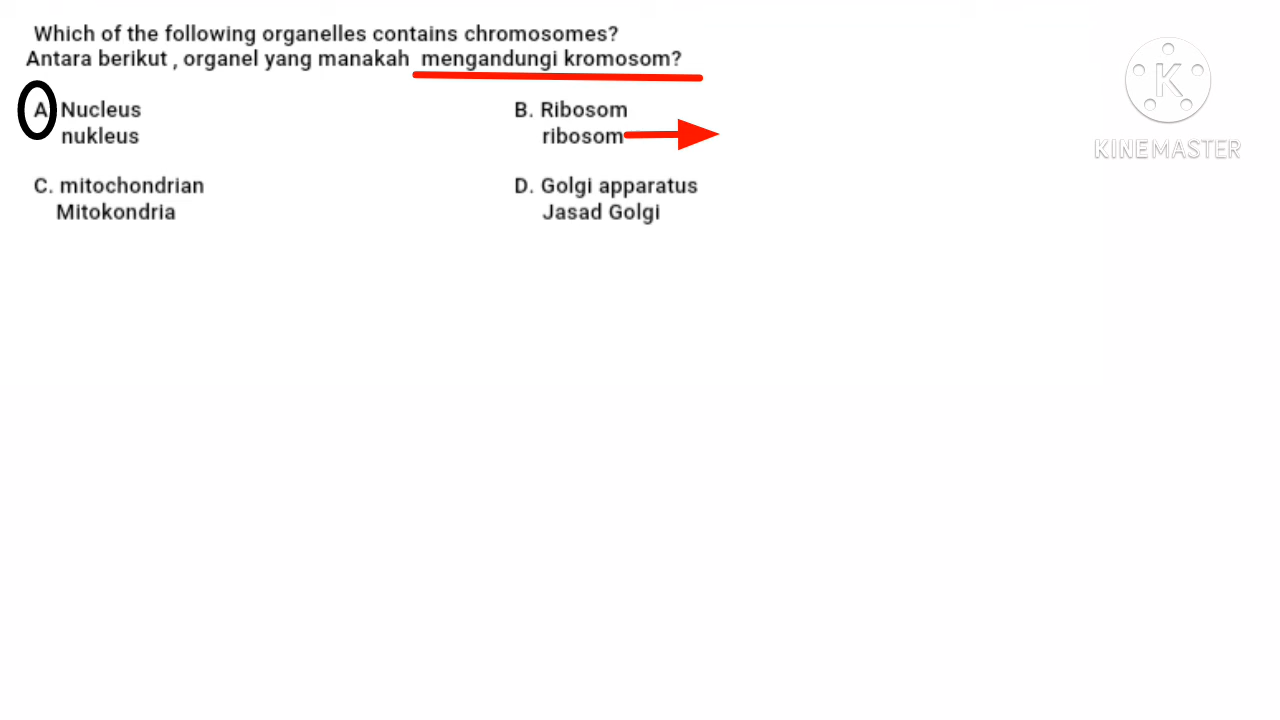 Which of the following organelles contains chromosomes?
Antara berikut , organel yang manakah mengandungi kromosom?
A. Nucleus
nukleus
B. Ribosom
ribosom
C. mitochondrian
Mitokondria
D. Golgi apparatus
Jasad Golgi
K
KINEMASTER